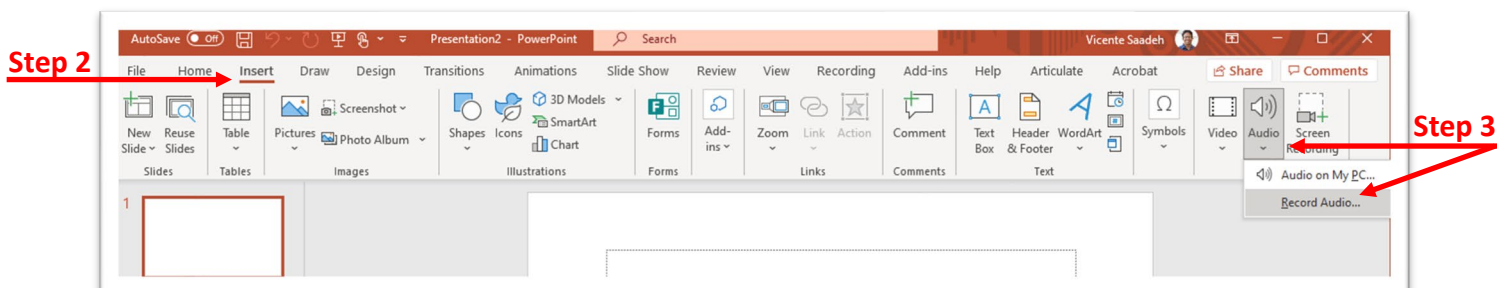 AutoSave Off Presentation2 - PowerPoint Search Vicente Saadeh
Step 2
File Home Insert Draw Design Transitions Animations Slide Show Review View Recording Add-ins Help Articulate Acrobat Share Comments
New Slide
Reuse Slides
Table
Pictures
Screenshot
Photo Album
Shapes
Icons
3D Models
SmartArt
Chart
Forms
Add-ins
Zoom
Link
Action
Comment
A
Text Box
Header & Footer
A
WordArt
Ω
Symbols
Video
Audio
Screen Recording
Step 3
Slides Tables Images Illustrations Forms Links Comments Text
Audio on My PC...
Record Audio...
1